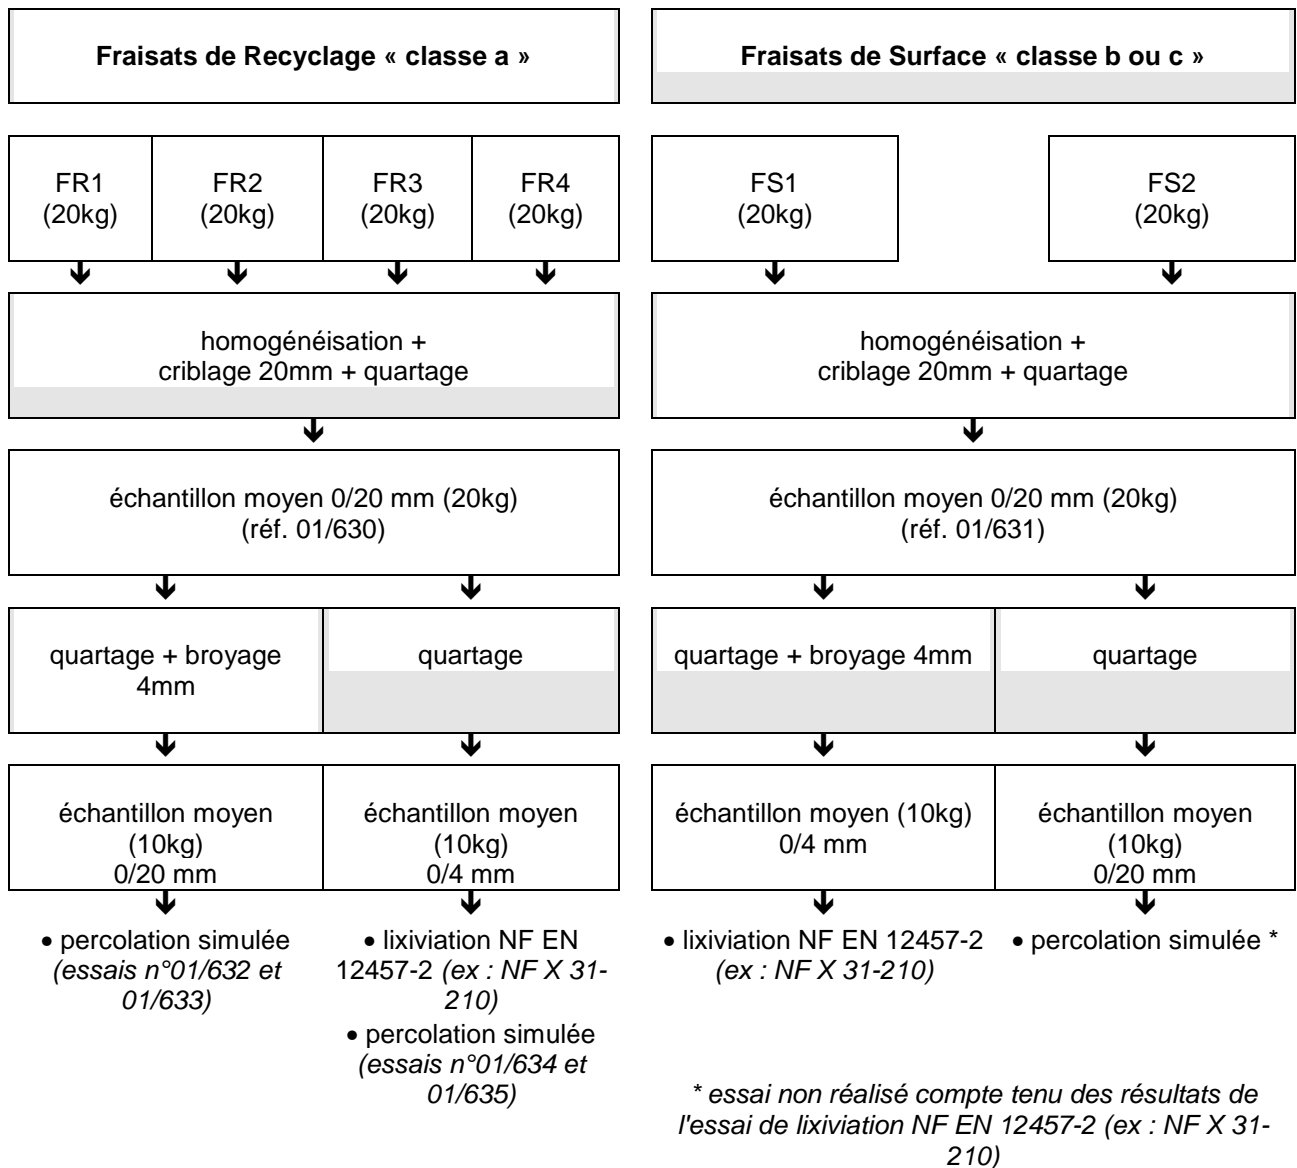 Fraisats de Recyclage « classe a »
Fraisats de Surface « classe b ou c »
FR1
(20kg)
FR2
(20kg)
FR3
(20kg)
FR4
(20kg)
FS1
(20kg)
FS2
(20kg)
homogénéisation +
criblage 20mm + quartage
homogénéisation +
criblage 20mm + quartage
échantillon moyen 0/20 mm (20kg)
(réf. 01/630)
échantillon moyen 0/20 mm (20kg)
(réf. 01/631)
quartage + broyage
4mm
quartage
quartage + broyage 4mm
quartage
échantillon moyen
(10kg)
0/20 mm
échantillon moyen
(10kg)
0/4 mm
échantillon moyen (10kg)
0/4 mm
échantillon moyen
(10kg)
0/20 mm
• percolation simulée
(essais n°01/632 et
01/633)
• lixiviation NF EN
12457-2 (ex : NF X 31-
210)
• percolation simulée
(essais n°01/634 et
01/635)
• lixiviation NF EN 12457-2
(ex : NF X 31-210)
• percolation simulée *
* essai non réalisé compte tenu des résultats de
l'essai de lixiviation NF EN 12457-2 (ex : NF X 31-
210)